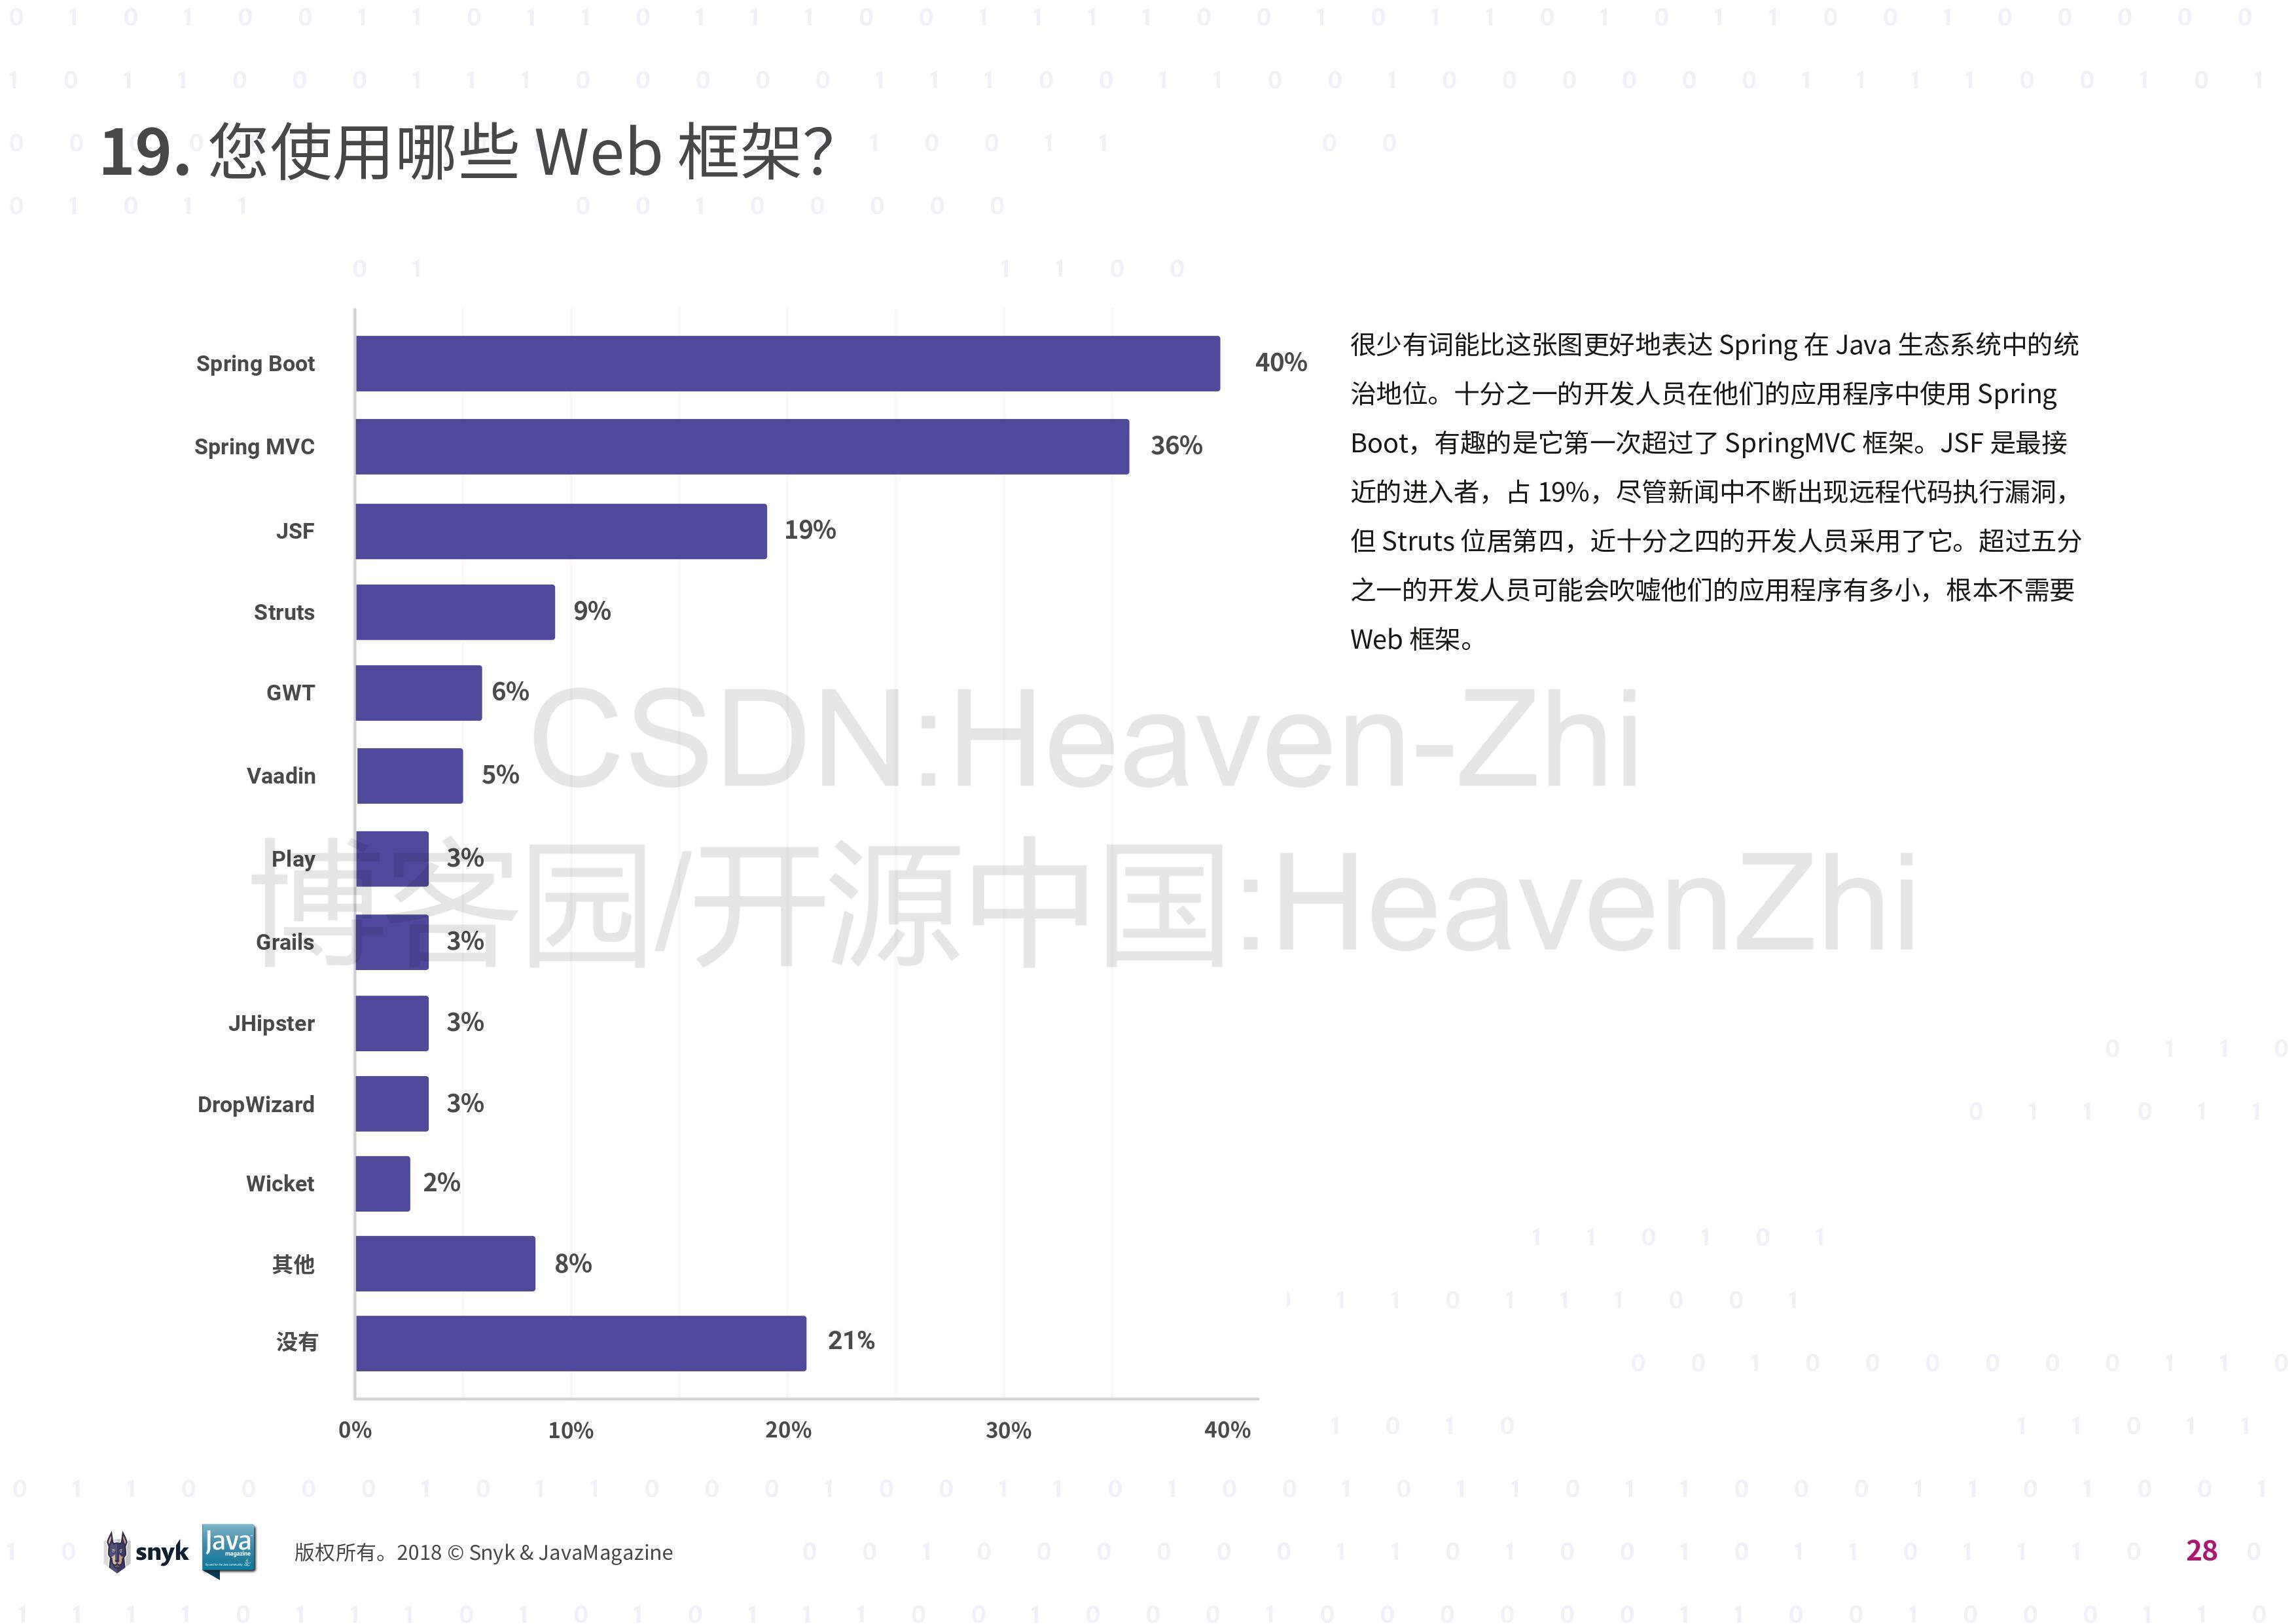 19. 您使用哪些 Web 框架?
Spring Boot
40%
Spring MVC
36%
JSF
19%
Struts
9%
GWT
6%
Vaadin
5%
Play
3%
Grails
3%
JHipster
3%
DropWizard
3%
Wicket
2%
其他
8%
没有
21%
0% 10% 20% 30% 40%
很少有词能比这张图更好地表达 Spring 在 Java 生态系统中的统
治地位。十分之一的开发人员在他们的应用程序中使用 Spring
Boot，有趣的是它第一次超过了 SpringMVC 框架。JSF 是最接
近的进入者，占 19%，尽管新闻中不断出现远程代码执行漏洞，
但 Struts 位居第四，近十分之四的开发人员采用了它。超过五分
之一的开发人员可能会吹嘘他们的应用程序有多小，根本不需要
Web 框架。
CSDN:Heaven-Zhi
博客园/开源中国:HeavenZhi
snyk
Java
magazine
版权所有。2018 © Snyk & JavaMagazine
28